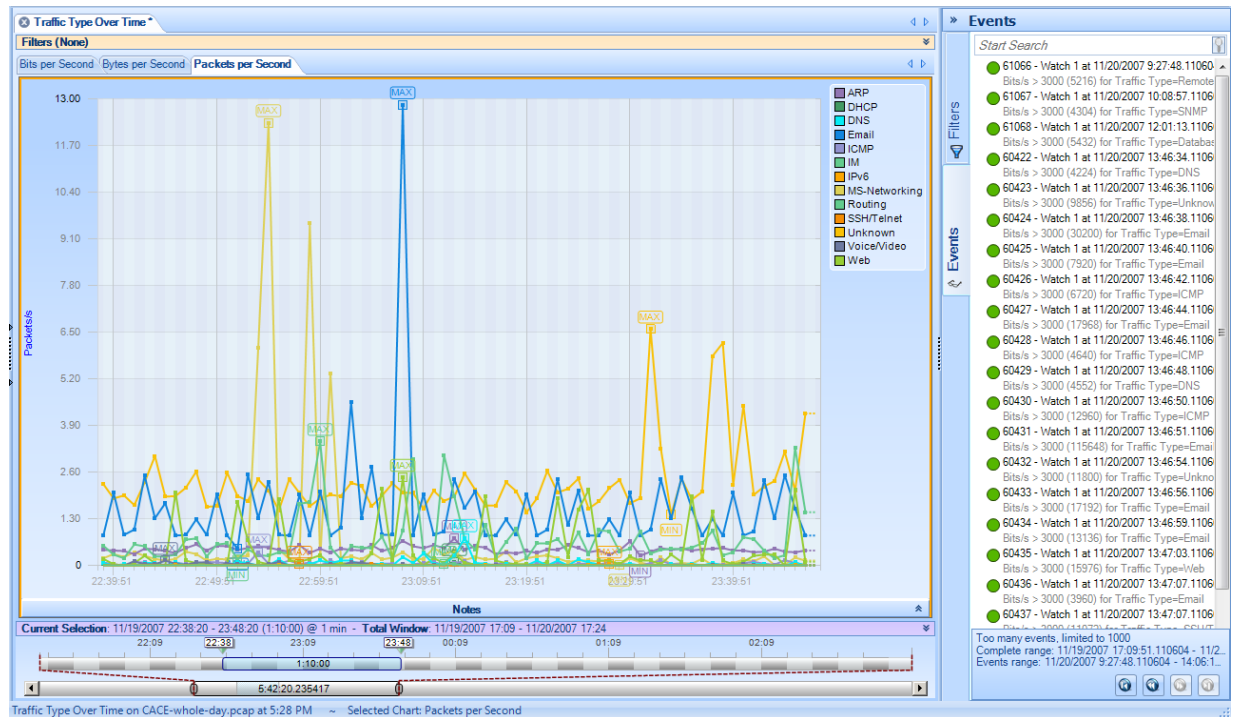 Traffic Type Over Time *
Filters (None)
Bits per Second Bytes per Second Packets per Second
13.00
11.70
10.40
9.10
7.80
6.50
5.20
3.90
2.60
1.30
0
Packets/s
MAX
MAX
MAX
MAX
MAX
MAX
MAX
MIN
MIN
MIN
22:39:51 22:49:51 22:59:51 23:09:51 23:19:51 23:29:51 23:39:51
ARP
DHCP
DNS
Email
ICMP
IM
IPv6
MS-Networking
Routing
SSH/Telnet
Unknown
Voice/Video
Web
Notes
Current Selection: 11/19/2007 22:38:20 - 23:48:20 (1:10:00) @ 1 min - Total Window: 11/19/2007 17:09 - 11/20/2007 17:24
22:09 22:38 23:09 23:48 00:09 01:09 02:09
1:10:00
5:42:20.235417
Traffic Type Over Time on CACE-whole-day.pcap at 5:28 PM ~ Selected Chart: Packets per Second
Filters
Events
» Events
Start Search
61066 - Watch 1 at 11/20/2007 9:27:48.11060
Bits/s > 3000 (5216) for Traffic Type=Remote
61067 - Watch 1 at 11/20/2007 10:08:57.1106
Bits/s > 3000 (4304) for Traffic Type=SNMP
61068 - Watch 1 at 11/20/2007 12:01:13.1106
Bits/s > 3000 (5432) for Traffic Type=Databas
60422 - Watch 1 at 11/20/2007 13:46:34.1106
Bits/s > 3000 (4224) for Traffic Type=DNS
60423 - Watch 1 at 11/20/2007 13:46:36.1106
Bits/s > 3000 (9856) for Traffic Type=Unknow
60424 - Watch 1 at 11/20/2007 13:46:38.1106
Bits/s > 3000 (30200) for Traffic Type=Email
60425 - Watch 1 at 11/20/2007 13:46:40.1106
Bits/s > 3000 (7920) for Traffic Type=Email
60426 - Watch 1 at 11/20/2007 13:46:42.1106
Bits/s > 3000 (6720) for Traffic Type=ICMP
60427 - Watch 1 at 11/20/2007 13:46:44.1106
Bits/s > 3000 (17968) for Traffic Type=Email
60428 - Watch 1 at 11/20/2007 13:46:46.1106
Bits/s > 3000 (4640) for Traffic Type=ICMP
60429 - Watch 1 at 11/20/2007 13:46:48.1106
Bits/s > 3000 (4552) for Traffic Type=DNS
60430 - Watch 1 at 11/20/2007 13:46:50.1106
Bits/s > 3000 (12960) for Traffic Type=ICMP
60431 - Watch 1 at 11/20/2007 13:46:51.1106
Bits/s > 3000 (115648) for Traffic Type=Emai
60432 - Watch 1 at 11/20/2007 13:46:54.1106
Bits/s > 3000 (11800) for Traffic Type=Unkno
60433 - Watch 1 at 11/20/2007 13:46:56.1106
Bits/s > 3000 (17192) for Traffic Type=Email
60434 - Watch 1 at 11/20/2007 13:46:59.1106
Bits/s > 3000 (13136) for Traffic Type=Email
60435 - Watch 1 at 11/20/2007 13:47:03.1106
Bits/s > 3000 (15976) for Traffic Type=Web
60436 - Watch 1 at 11/20/2007 13:47:07.1106
Bits/s > 3000 (3960) for Traffic Type=Email
60437 - Watch 1 at 11/20/2007 13:47:07.1106
Too many events, limited to 1000
Complete range: 11/19/2007 17:09:51.110604 - 11/2...
Events range: 11/20/2007 9:27:48.110604 - 14:06:1...